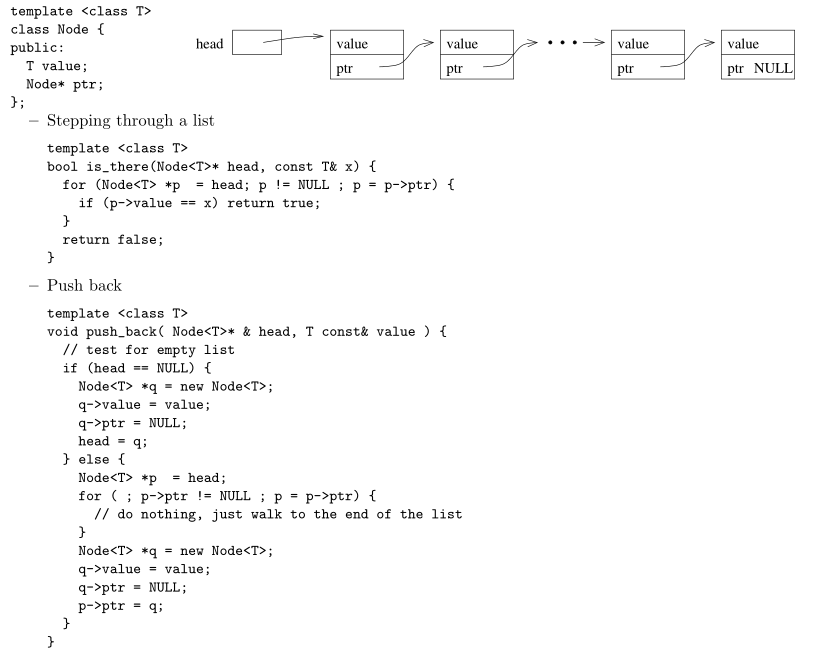 template <class T>
class Node {
public:
  T value;
  Node* ptr;
};
head
value
ptr
value
ptr
• • •
value
ptr
value
ptr NULL
– Stepping through a list
template <class T>
bool is_there(Node<T>* head, const T& x) {
  for (Node<T> *p  = head; p != NULL ; p = p->ptr) {
    if (p->value == x) return true;
  }
  return false;
}
– Push back
template <class T>
void push_back( Node<T>* & head, T const& value ) {
  // test for empty list
  if (head == NULL) {
    Node<T> *q = new Node<T>;
    q->value = value;
    q->ptr = NULL;
    head = q;
  } else {
    Node<T> *p  = head;
    for ( ; p->ptr != NULL ; p = p->ptr) {
      // do nothing, just walk to the end of the list
    }
    Node<T> *q = new Node<T>;
    q->value = value;
    q->ptr = NULL;
    p->ptr = q;
  }
}